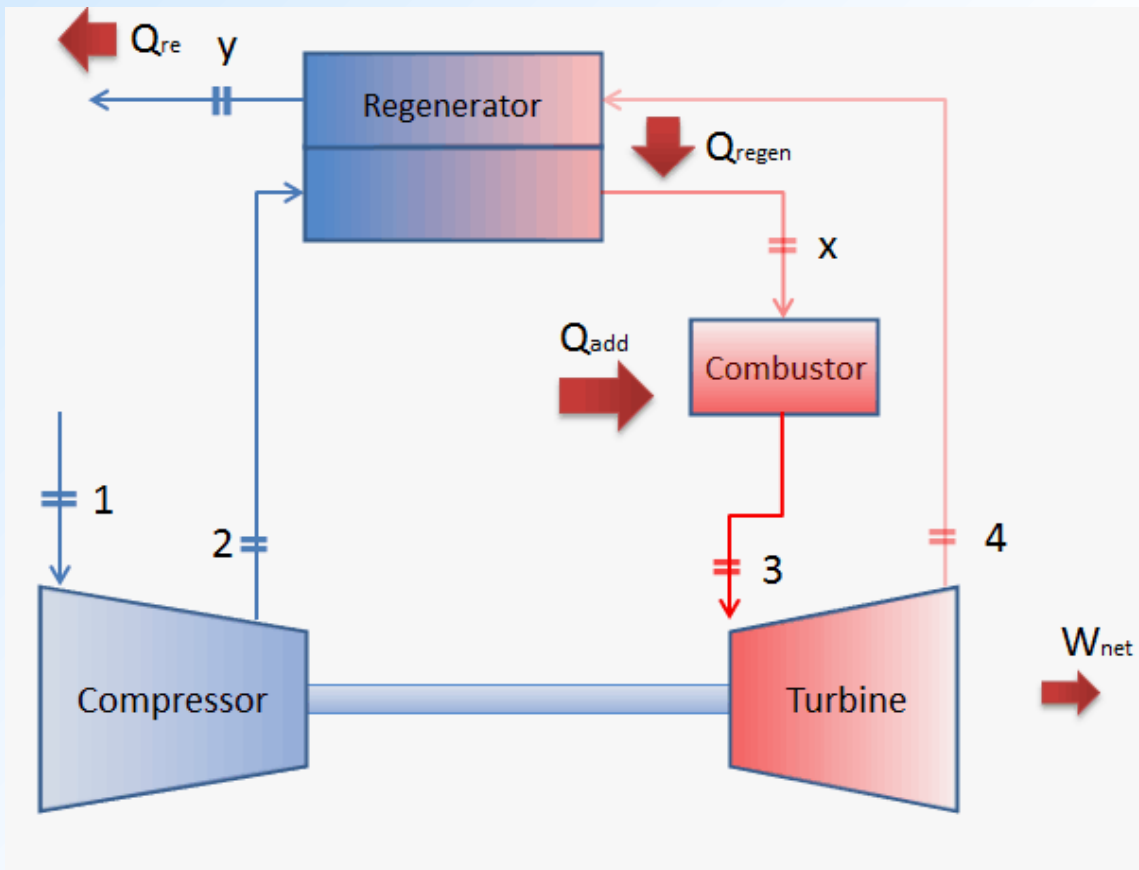 Qre
y
Regenerator
Qregen
x
Qadd
Combustor
1
2
3
4
Compressor
Turbine
Wnet